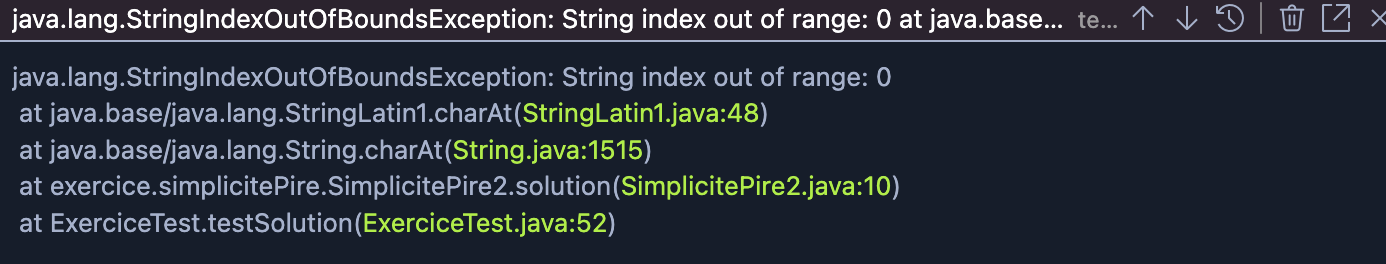 java.lang.StringIndexOutOfBoundsException: String index out of range: 0 at java.base... te...
java.lang.StringIndexOutOfBoundsException: String index out of range: 0
at java.base/java.lang.StringLatin1.charAt(StringLatin1.java:48)
at java.base/java.lang.String.charAt(String.java:1515)
at exercice.simplicitePire.SimplicitePire2.solution(SimplicitePire2.java:10)
at ExerciceTest.testSolution(ExerciceTest.java:52)